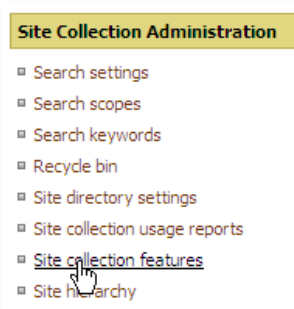 Site Collection Administration
Search settings
Search scopes
Search keywords
Recycle bin
Site directory settings
Site collection usage reports
Site collection features
Site hierarchy